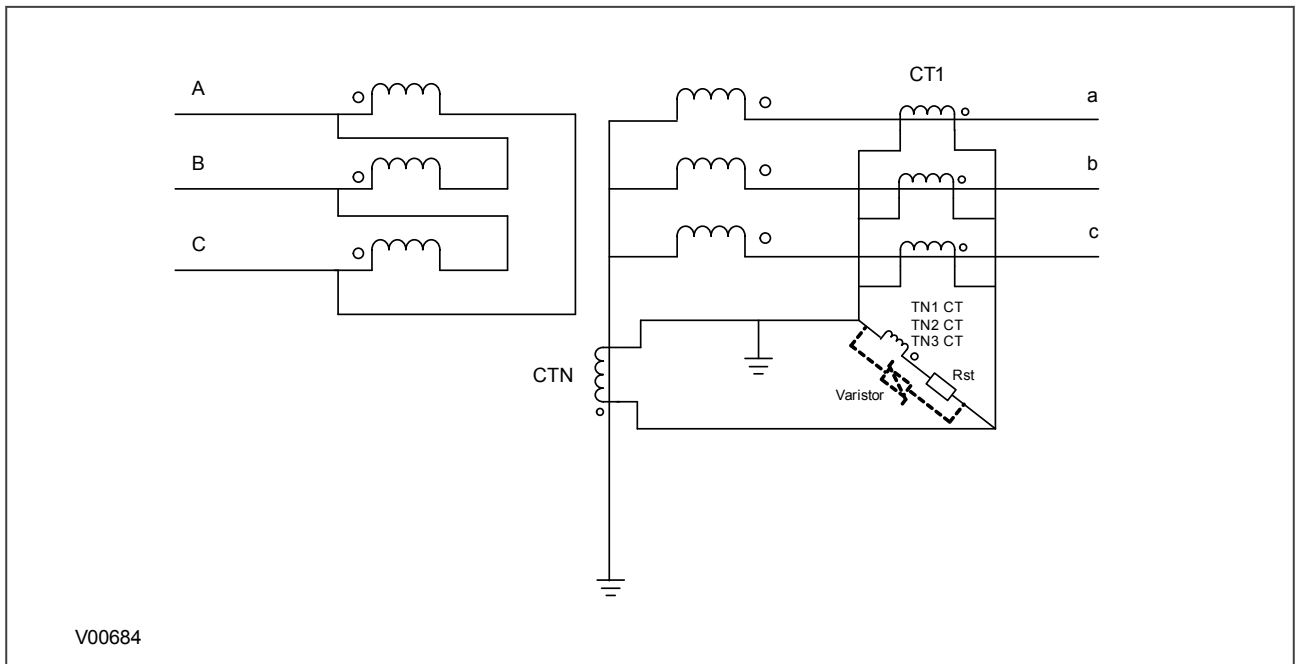 CT1
A
a
B
b
C
c
TN1 CT
TN2 CT
TN3 CT
CTN
Rst
Varistor
V00684